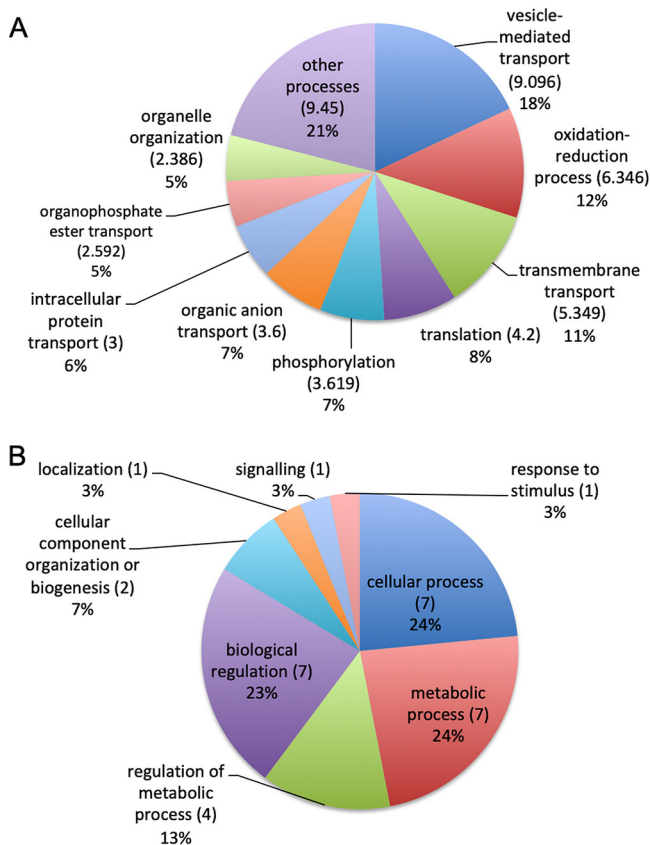 A
vesicle-
mediated
transport
(9.096)
18%
oxidation-
reduction
process (6.346)
12%
transmembrane
transport
(5.349)
11%
translation (4.2)
8%
phosphorylation
(3.619)
7%
organic anion
transport (3.6)
7%
intracellular
protein
transport (3)
6%
organophosphate
ester transport
(2.592)
5%
organelle
organization
(2.386)
5%
other
processes
(9.45)
21%
B
cellular process
(7)
24%
metabolic
process (7)
24%
regulation of
metabolic
process (4)
13%
biological
regulation (7)
23%
cellular
component
organization or
biogenesis (2)
7%
localization (1)
3%
signalling (1)
3%
response to
stimulus (1)
3%